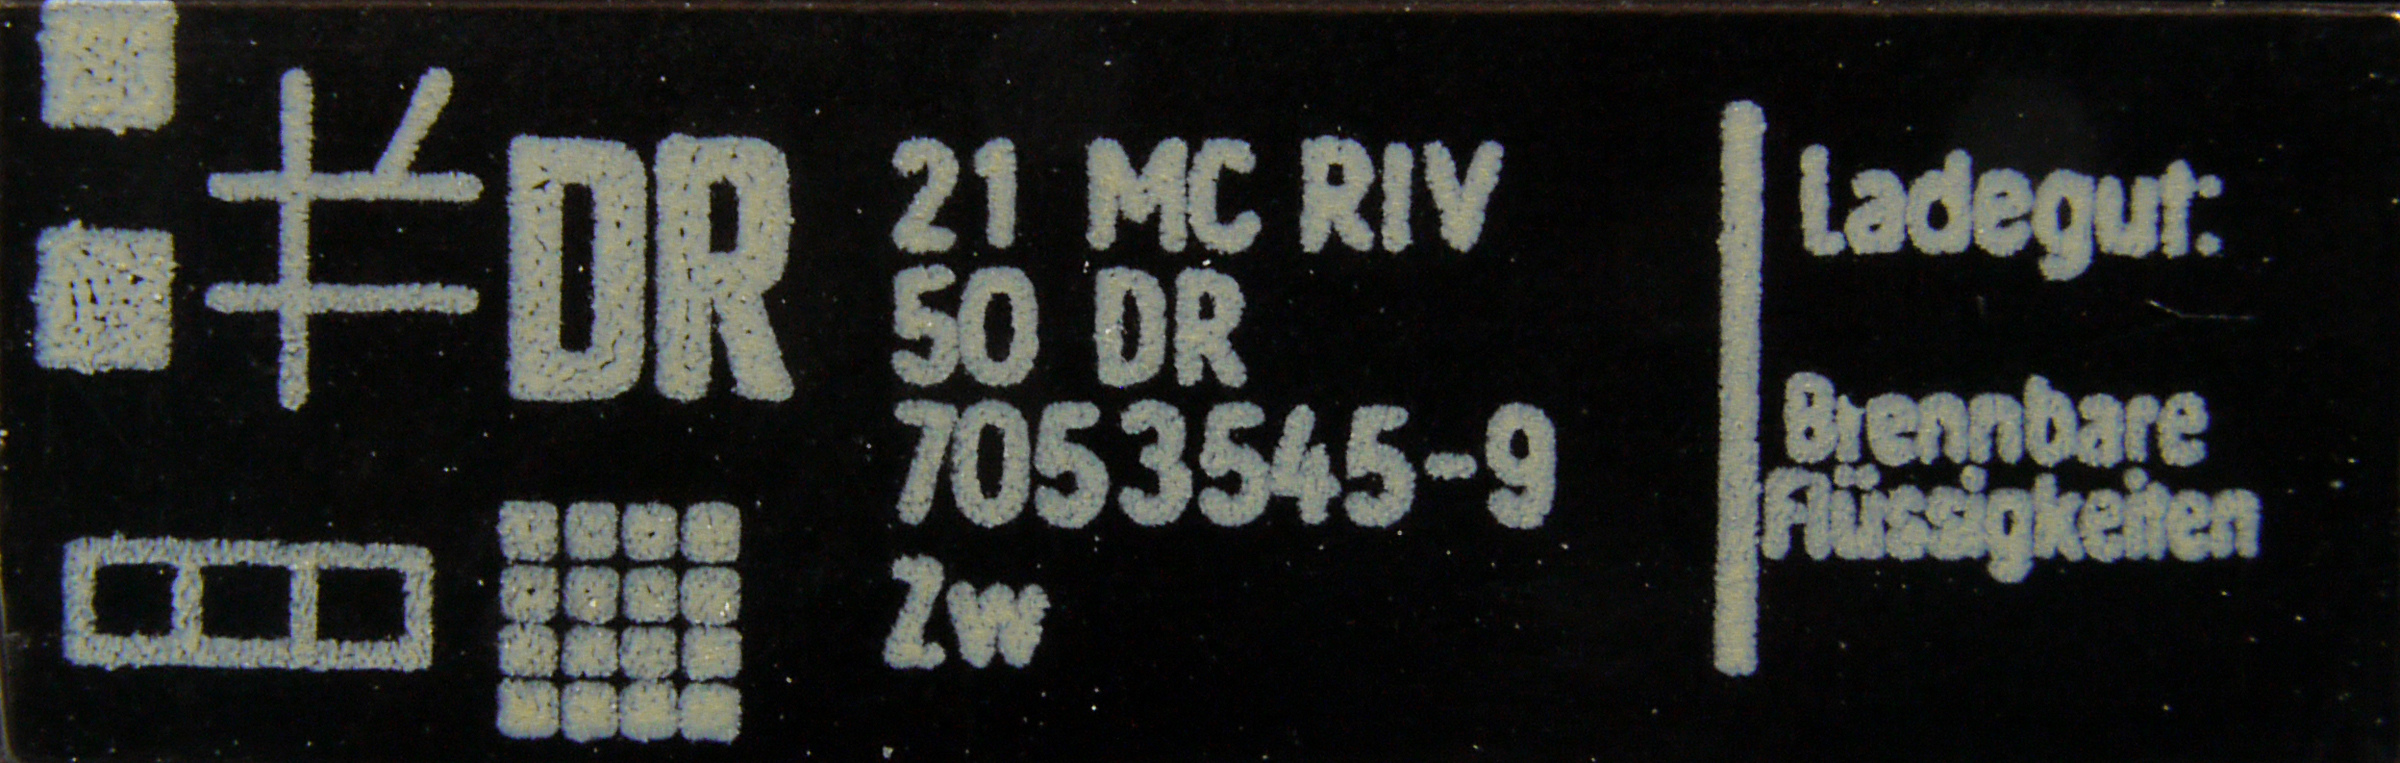 DR
21 MC RIV
50 DR
7053545-9
Zw
Ladegut:
Brennbare
Flüssigkeiten